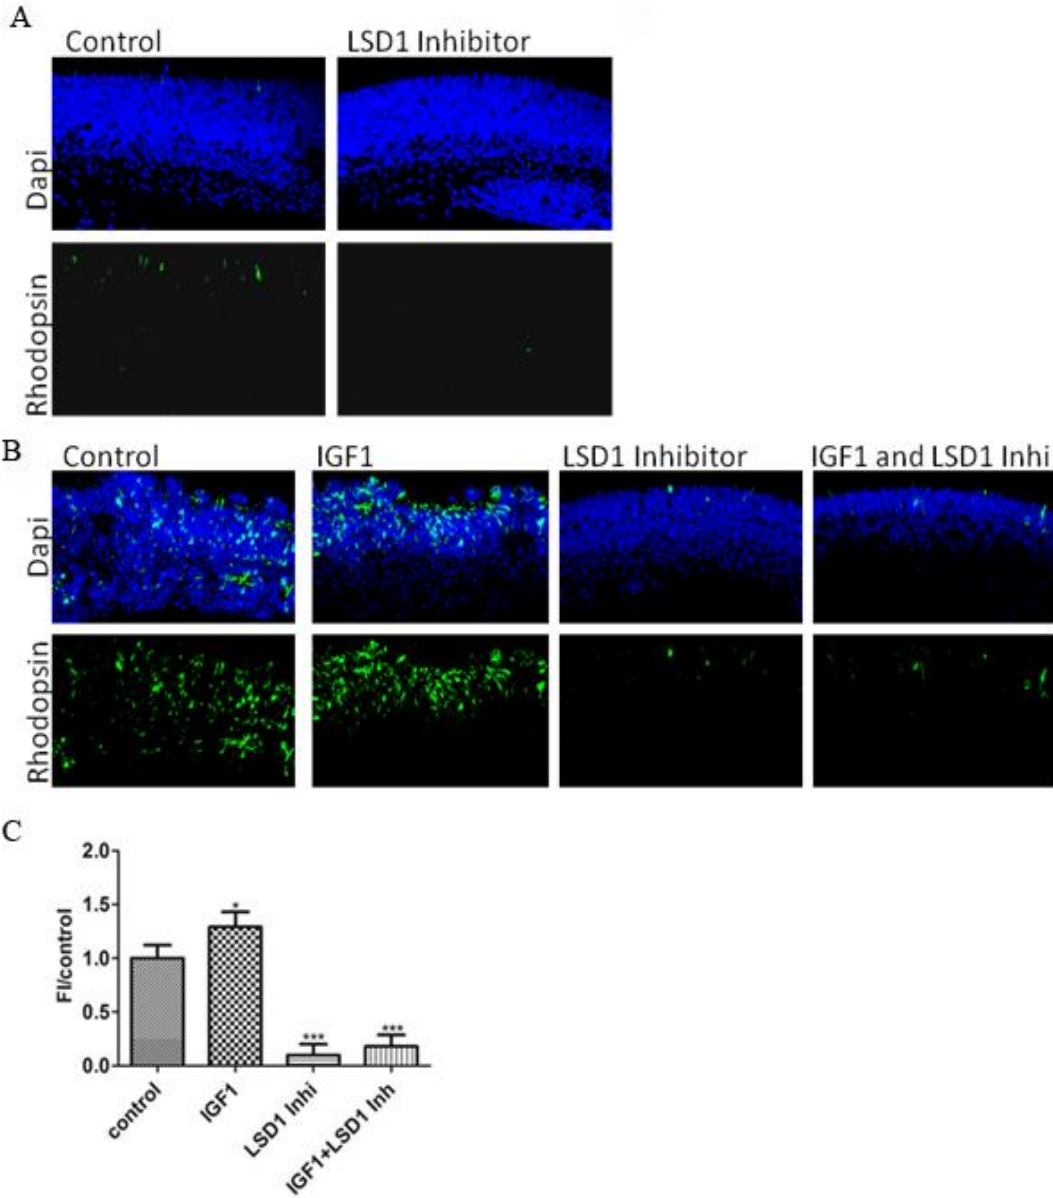 A
Control
LSD1 Inhibitor
Dapi
Rhodopsin
B
Control
IGF1
LSD1 Inhibitor
IGF1 and LSD1 Inhi
Dapi
Rhodopsin
C
2.0
1.5
1.0
0.5
0.0
FI/control
*
***
***
control
IGF1
LSD1 Inhi
IGF1+LSD1 Inh